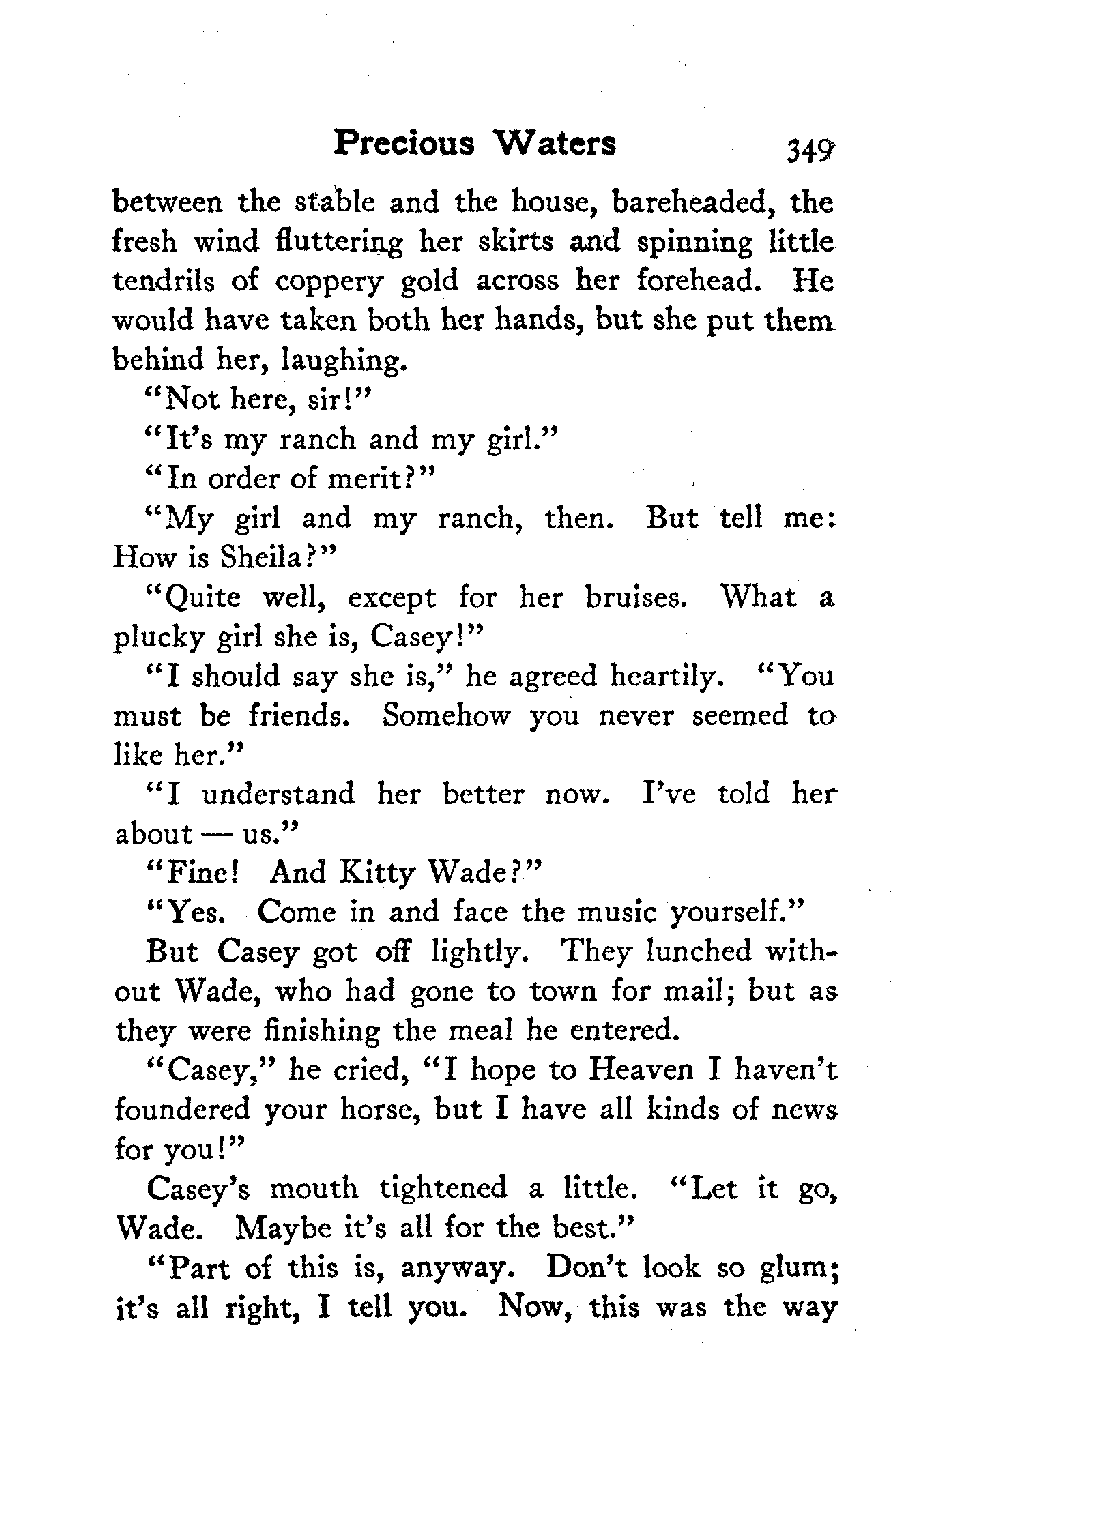 Precious Waters 349
between the stable and the house, bareheaded, the
fresh wind fluttering her skirts and spinning little
tendrils of coppery gold across her forehead. He
would have taken both her hands, but she put them
behind her, laughing.
"Not here, sir!"
"It's my ranch and my girl."
"In order of merit?"
"My girl and my ranch, then. But tell me:
How is Sheila?"
"Quite well, except for her bruises. What a
plucky girl she is, Casey!"
"I should say she is," he agreed heartily. "You
must be friends. Somehow you never seemed to
like her."
"I understand her better now. I've told her
about — us."
"Fine! And Kitty Wade?"
"Yes. Come in and face the music yourself."
But Casey got off lightly. They lunched with-
out Wade, who had gone to town for mail; but as
they were finishing the meal he entered.
"Casey," he cried, "I hope to Heaven I haven't
foundered your horse, but I have all kinds of news
for you!"
Casey's mouth tightened a little. "Let it go,
Wade. Maybe it's all for the best."
"Part of this is, anyway. Don't look so glum;
it's all right, I tell you. Now, this was the way